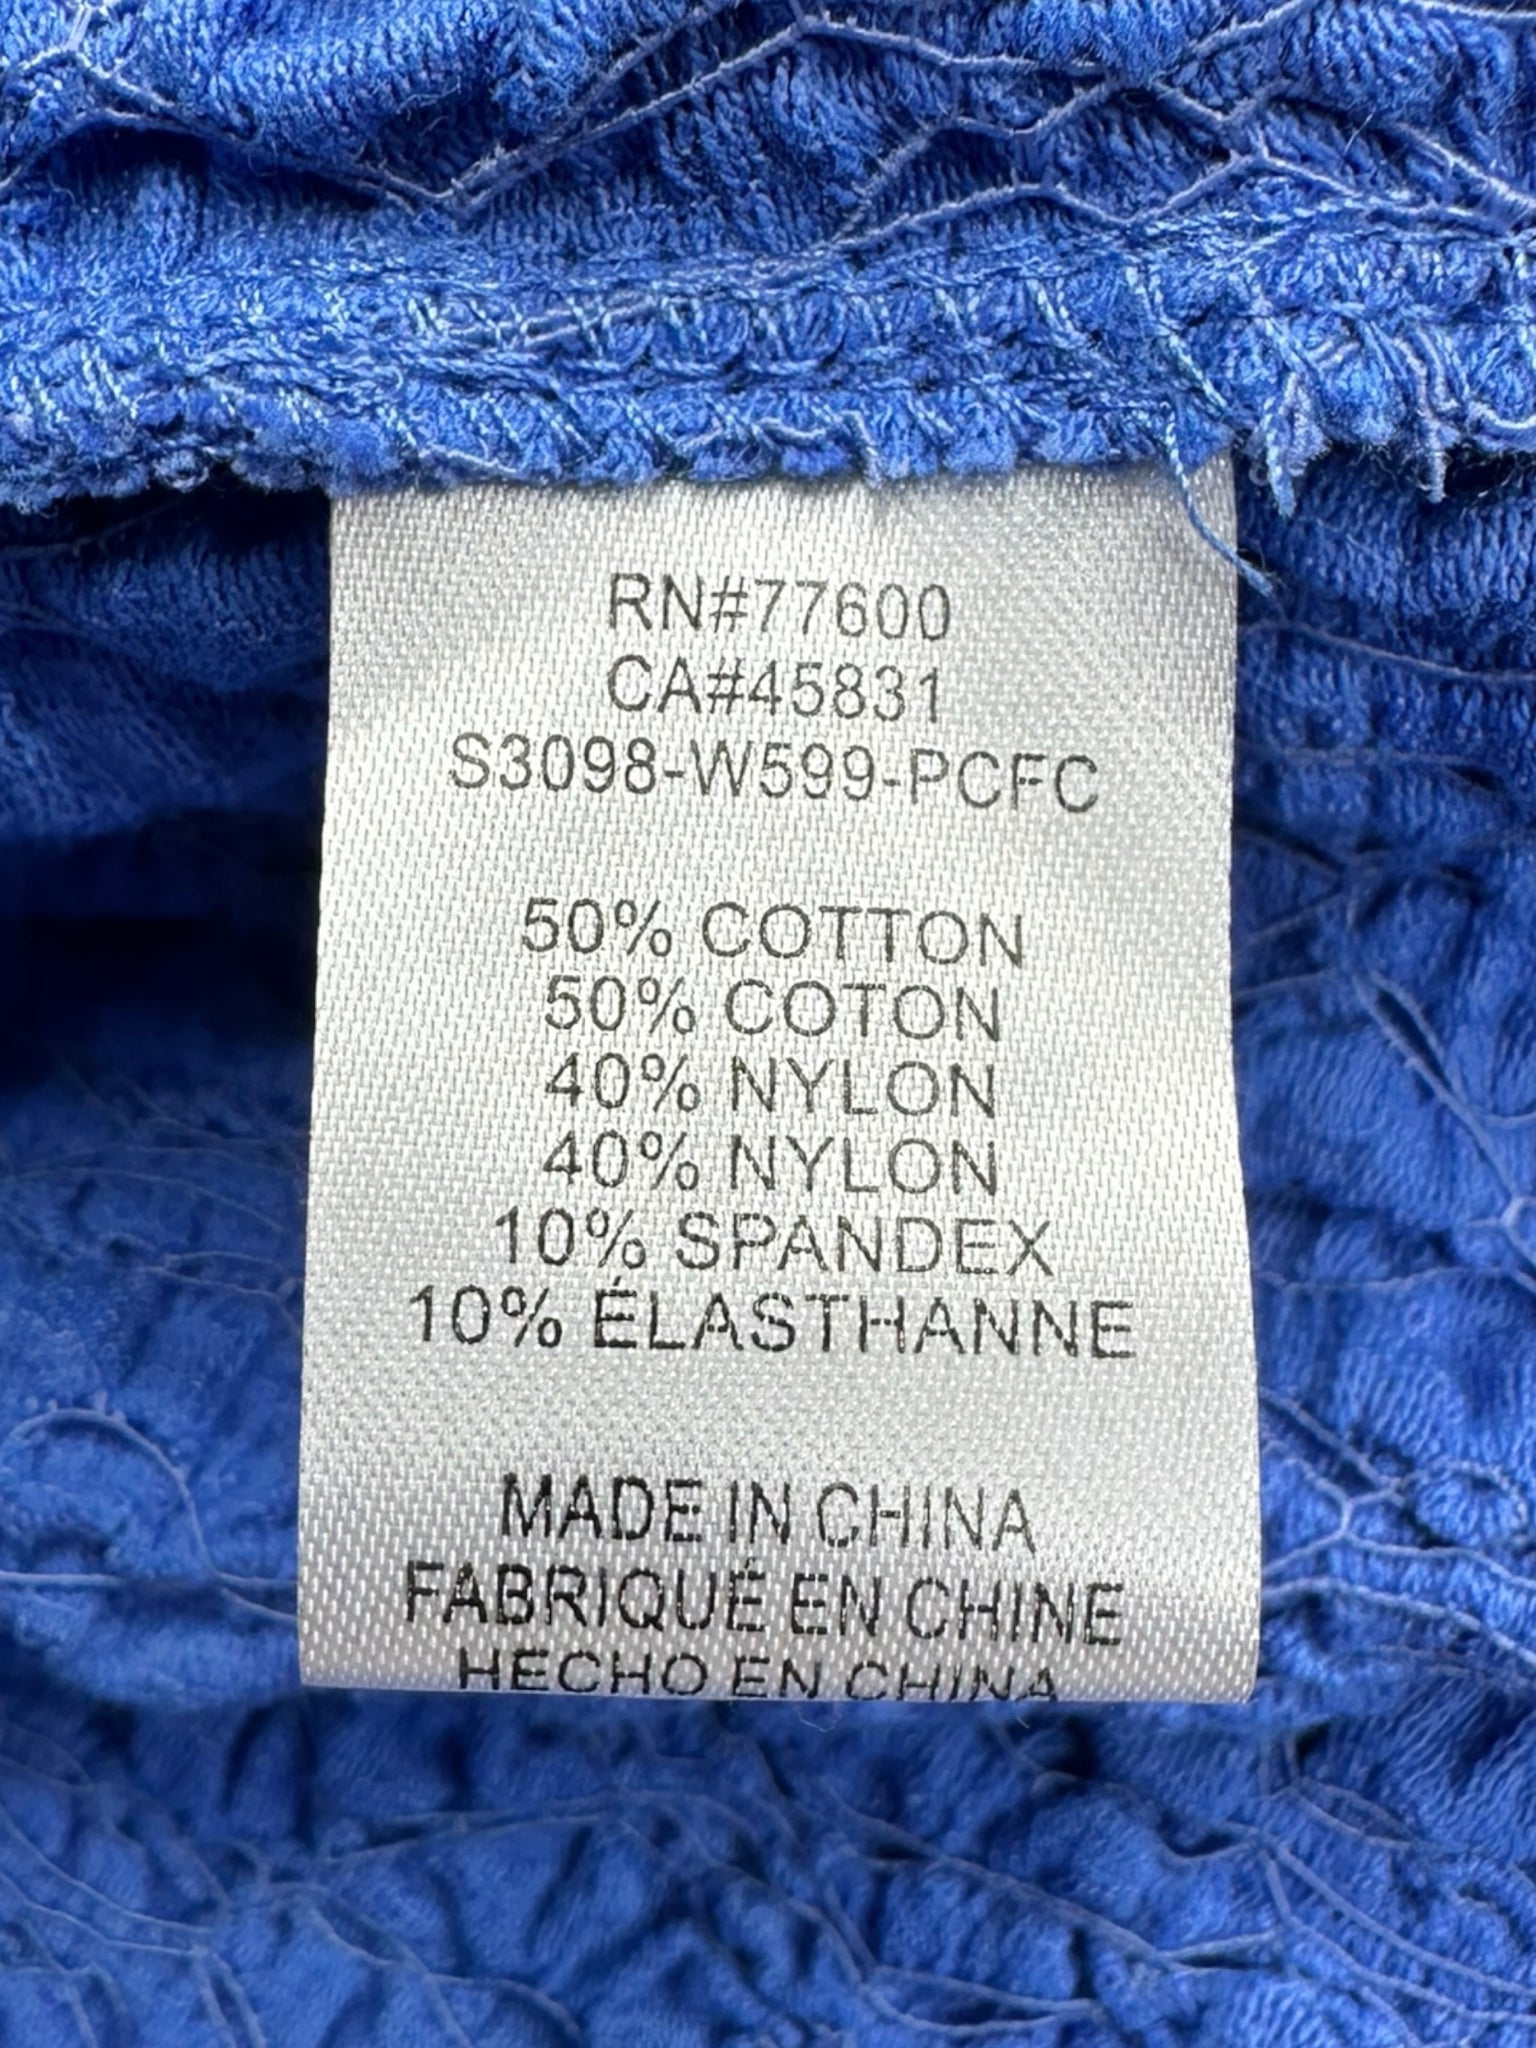 RN#77600
CA#45831
S3098-W599-PCFC
50% COTTON
50% COTON
40% NYLON
40% NYLON
10% SPANDEX
10% ÉLASTHANNE
MADE IN CHINA
FABRIQUÉ EN CHINE
HECHO EN CHINA